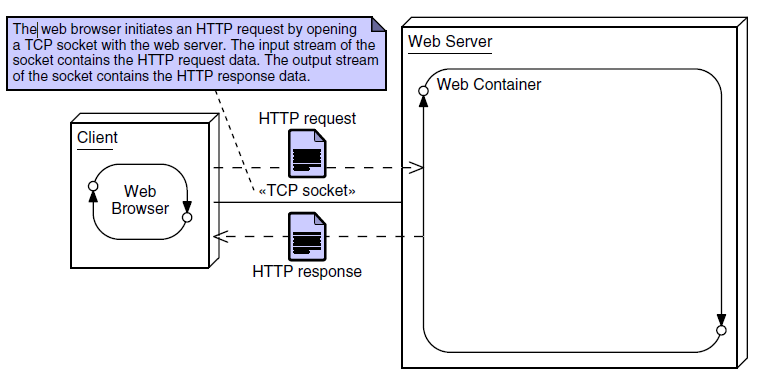 The web browser initiates an HTTP request by opening
a TCP socket with the web server. The input stream of the
socket contains the HTTP request data. The output stream
of the socket contains the HTTP response data.
Web Server
Web Container
HTTP request
Client
Web
Browser
«TCP socket»
HTTP response